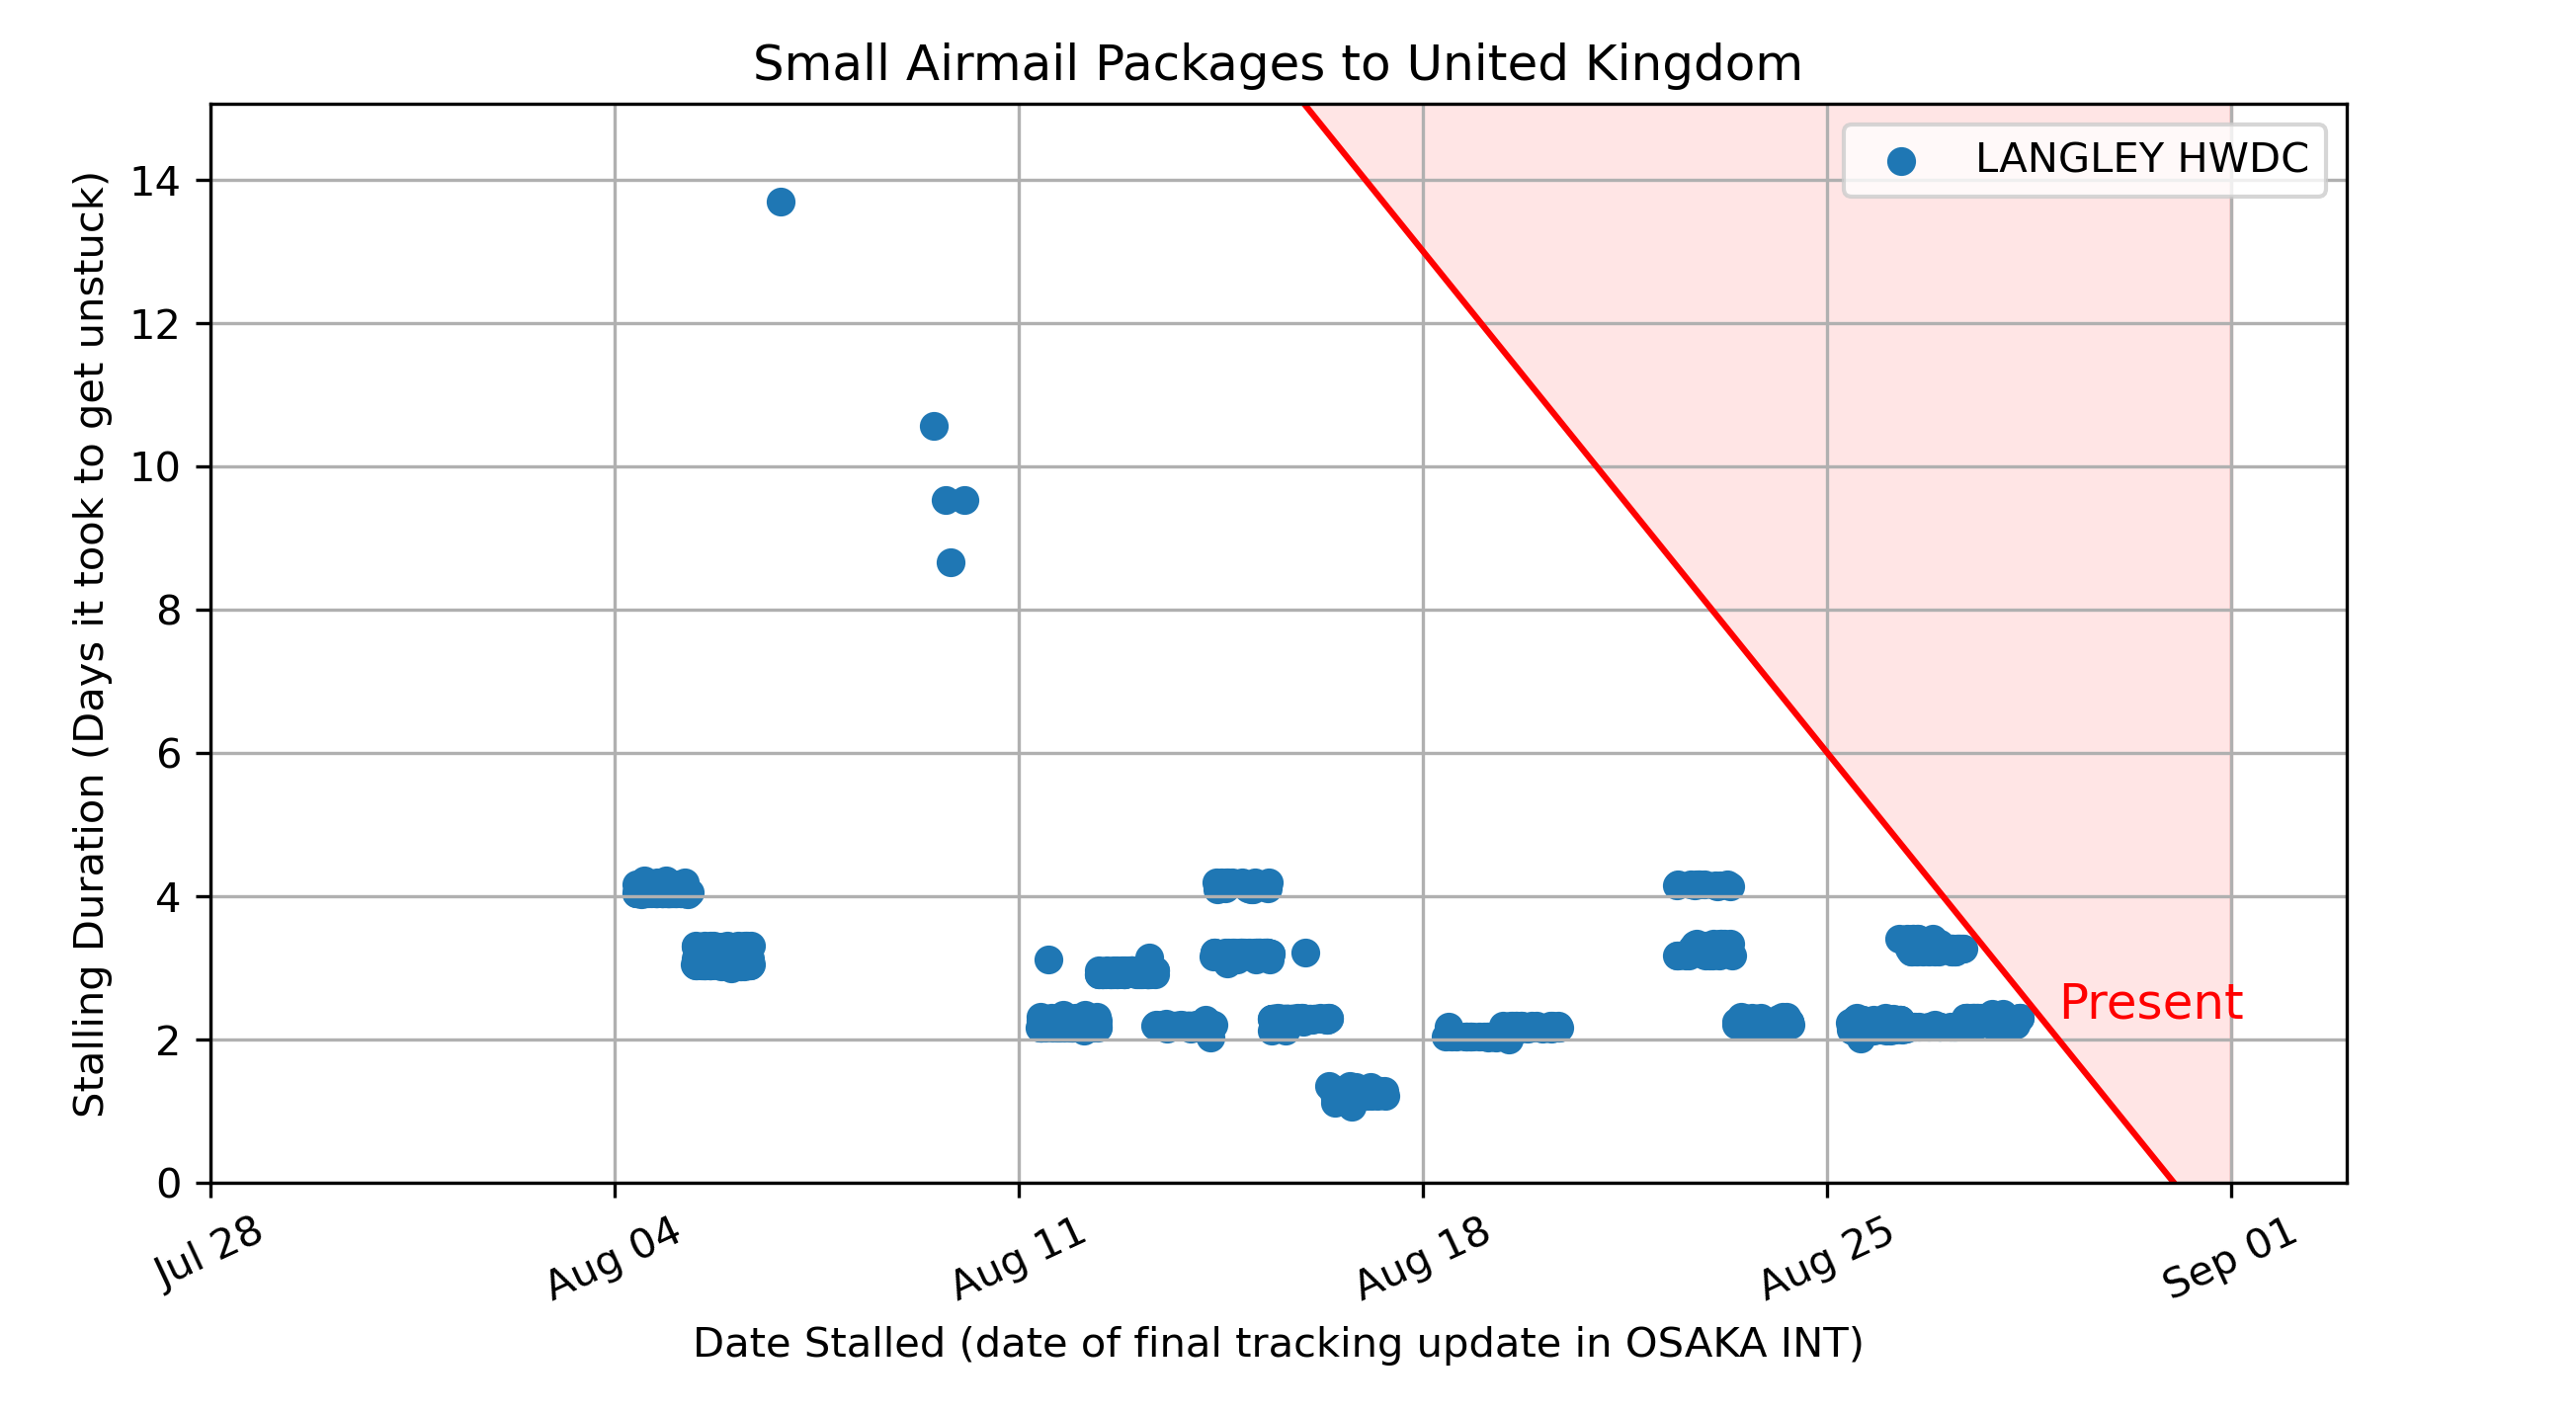 Small Airmail Packages to United Kingdom
LANGLEY HWDC
Stalling Duration (Days it took to get unstuck)
14
12
10
8
6
4
2
0
Present
Jul 28
Aug 04
Aug 11
Aug 18
Aug 25
Sep 01
Date Stalled (date of final tracking update in OSAKA INT)